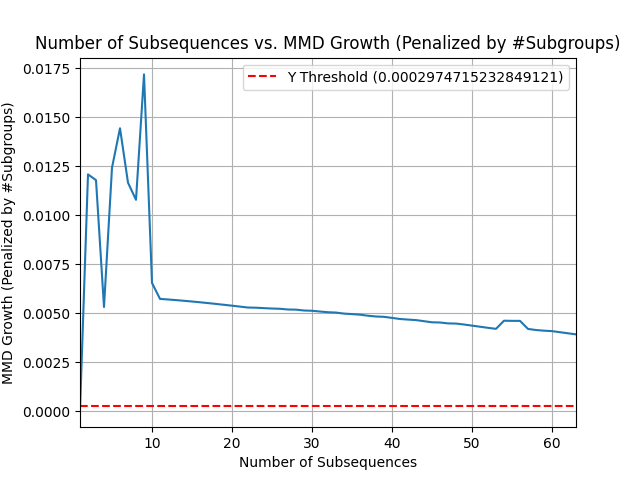 Number of Subsequences vs. MMD Growth (Penalized by #Subgroups)
Y Threshold (0.0002974715232849121)
MMD Growth (Penalized by #Subgroups)
0.0175
0.0150
0.0125
0.0100
0.0075
0.0050
0.0025
0.0000
10 20 30 40 50 60
Number of Subsequences